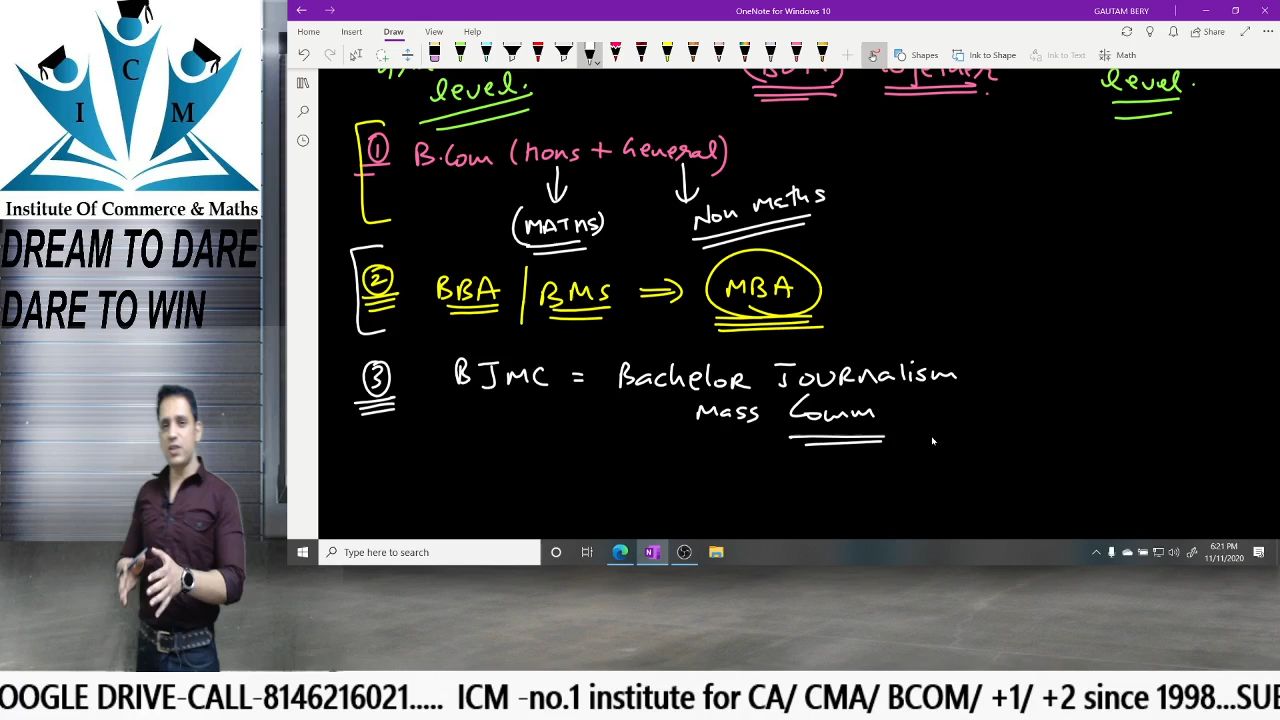 I C M
Institute Of Commerce & Maths
DREAM TO DARE
DARE TO WIN
OneNote for Windows 10
GAUTAM BERY
Home Insert Draw View Help
Share
Shapes Ink to Shape Ink to Text Math
level.
level.
① B.Com (Hons + General)
(MATHS) Non maths
② BBA | BMS ⇒ MBA
③ BJMC = Bachelor Journalism
Mass Comm
Type here to search
6:21 PM
11/11/2020
OOGLE DRIVE-CALL-8146216021..... ICM -no.1 institute for CA/ CMA/ BCOM/ +1/ +2 since 1998...SUB